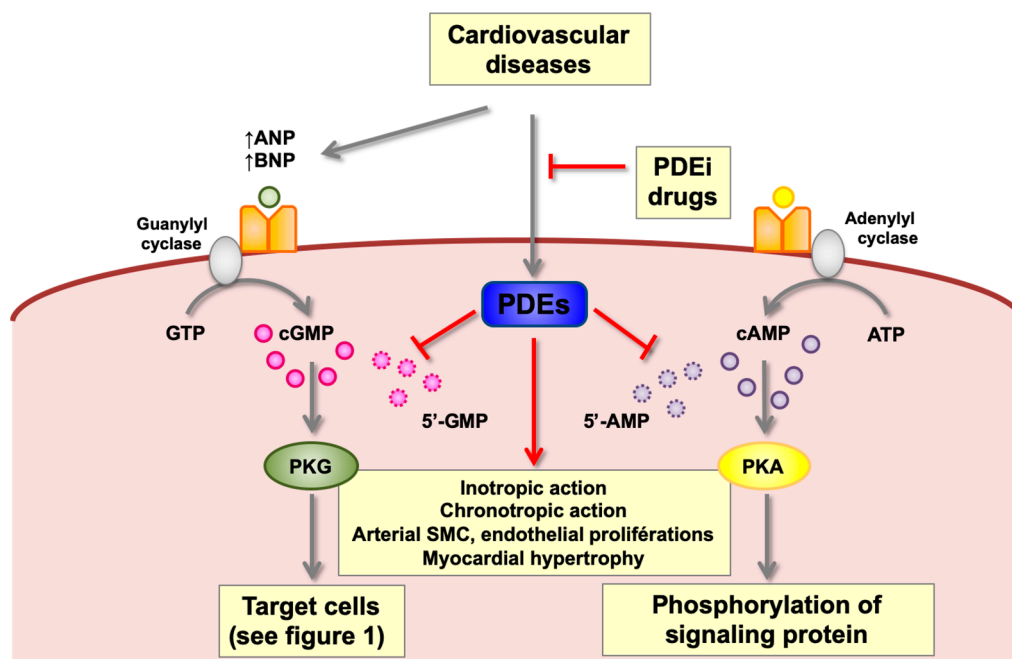 Cardiovascular
diseases
↑ANP
↑BNP
PDEi
drugs
Guanylyl
cyclase
Adenylyl
cyclase
PDEs
GTP
cGMP
cAMP
ATP
5’-GMP
5’-AMP
PKG
PKA
Inotropic action
Chronotropic action
Arterial SMC, endothelial proliférations
Myocardial hypertrophy
Target cells
(see figure 1)
Phosphorylation of
signaling protein